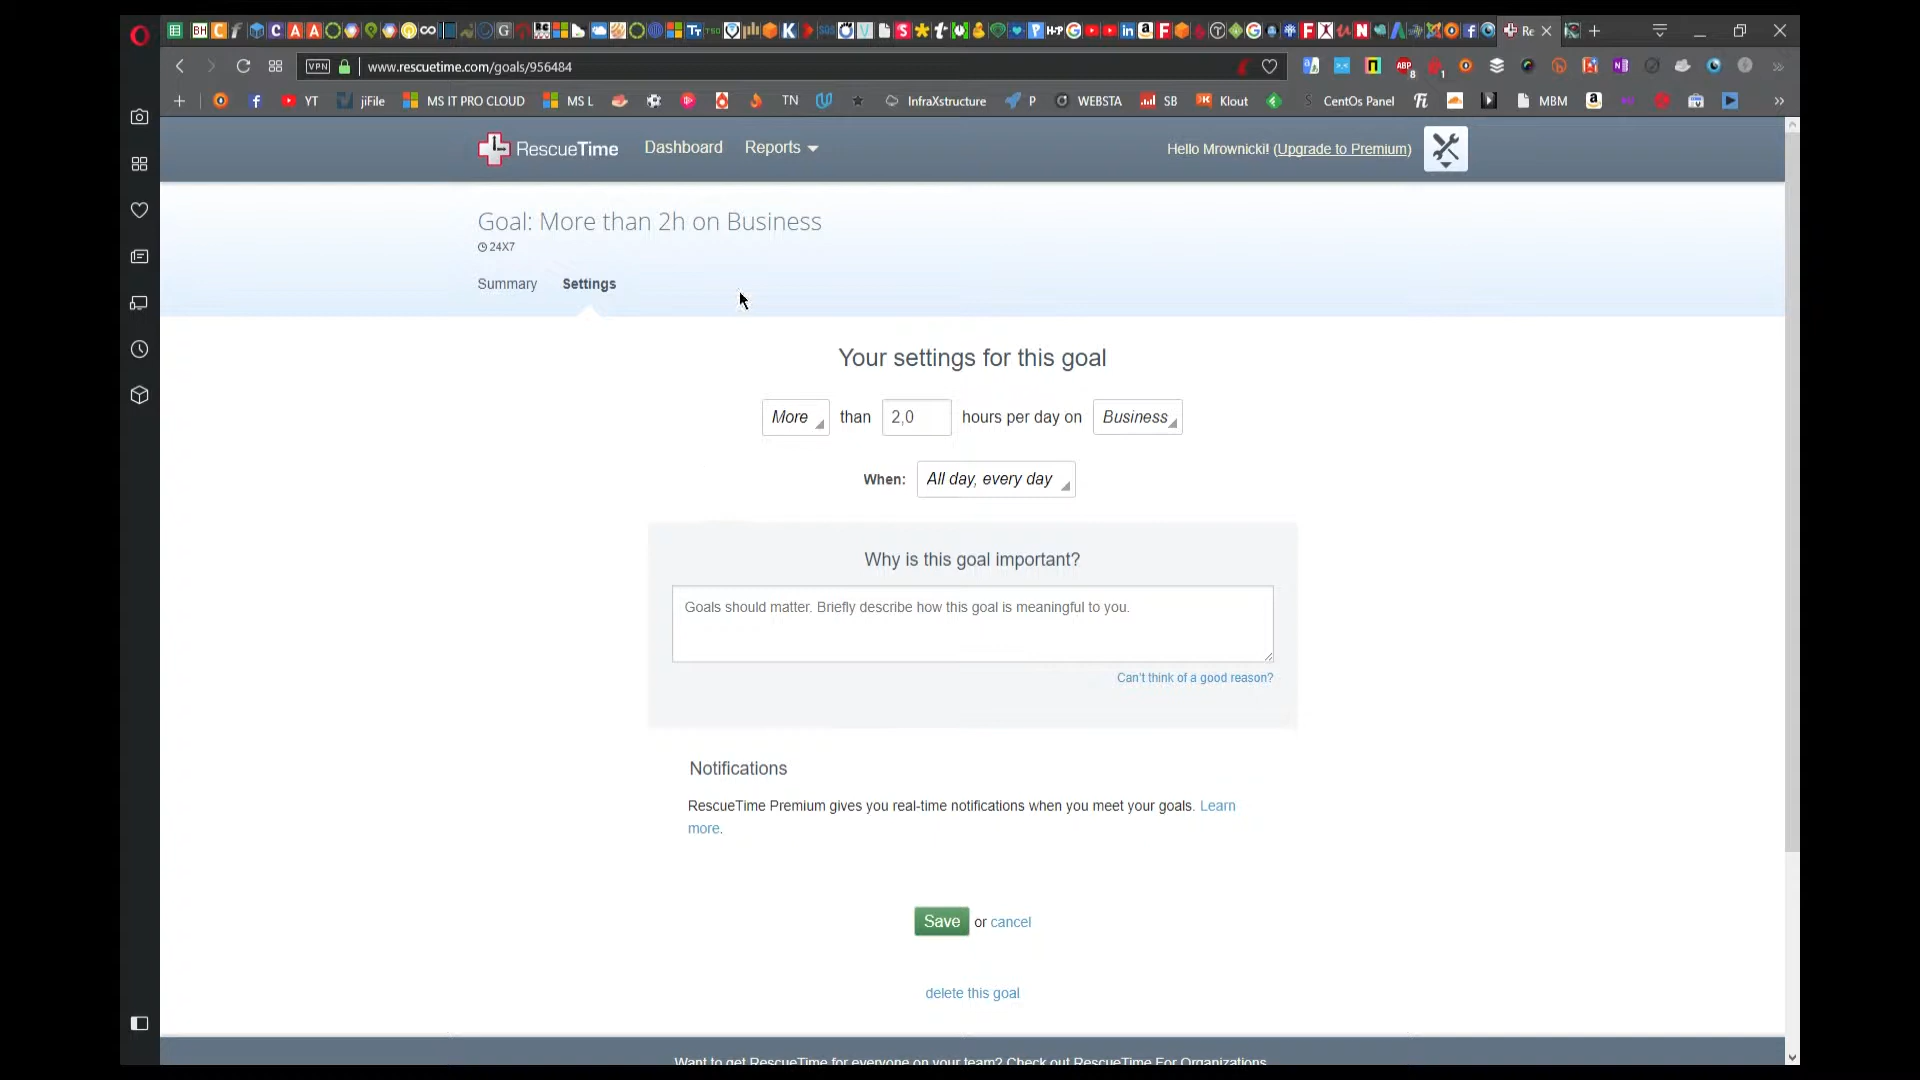 Re
VPN
www.rescuetime.com/goals/956484
YT
jiFile
MS IT PRO CLOUD
MS L
TN
InfraXstructure
P
WEBSTA
SB
Klout
CentOs Panel
MBM
RescueTime
Dashboard
Reports
Hello Mrownicki! (Upgrade to Premium)
Goal: More than 2h on Business
24X7
Summary
Settings
Your settings for this goal
More than 2,0 hours per day on Business
When: All day, every day
Why is this goal important?
Goals should matter. Briefly describe how this goal is meaningful to you.
Can't think of a good reason?
Notifications
RescueTime Premium gives you real-time notifications when you meet your goals. Learn
more.
Save or cancel
delete this goal
Want to get RescueTime for everyone on your team? Check out RescueTime For Organizations